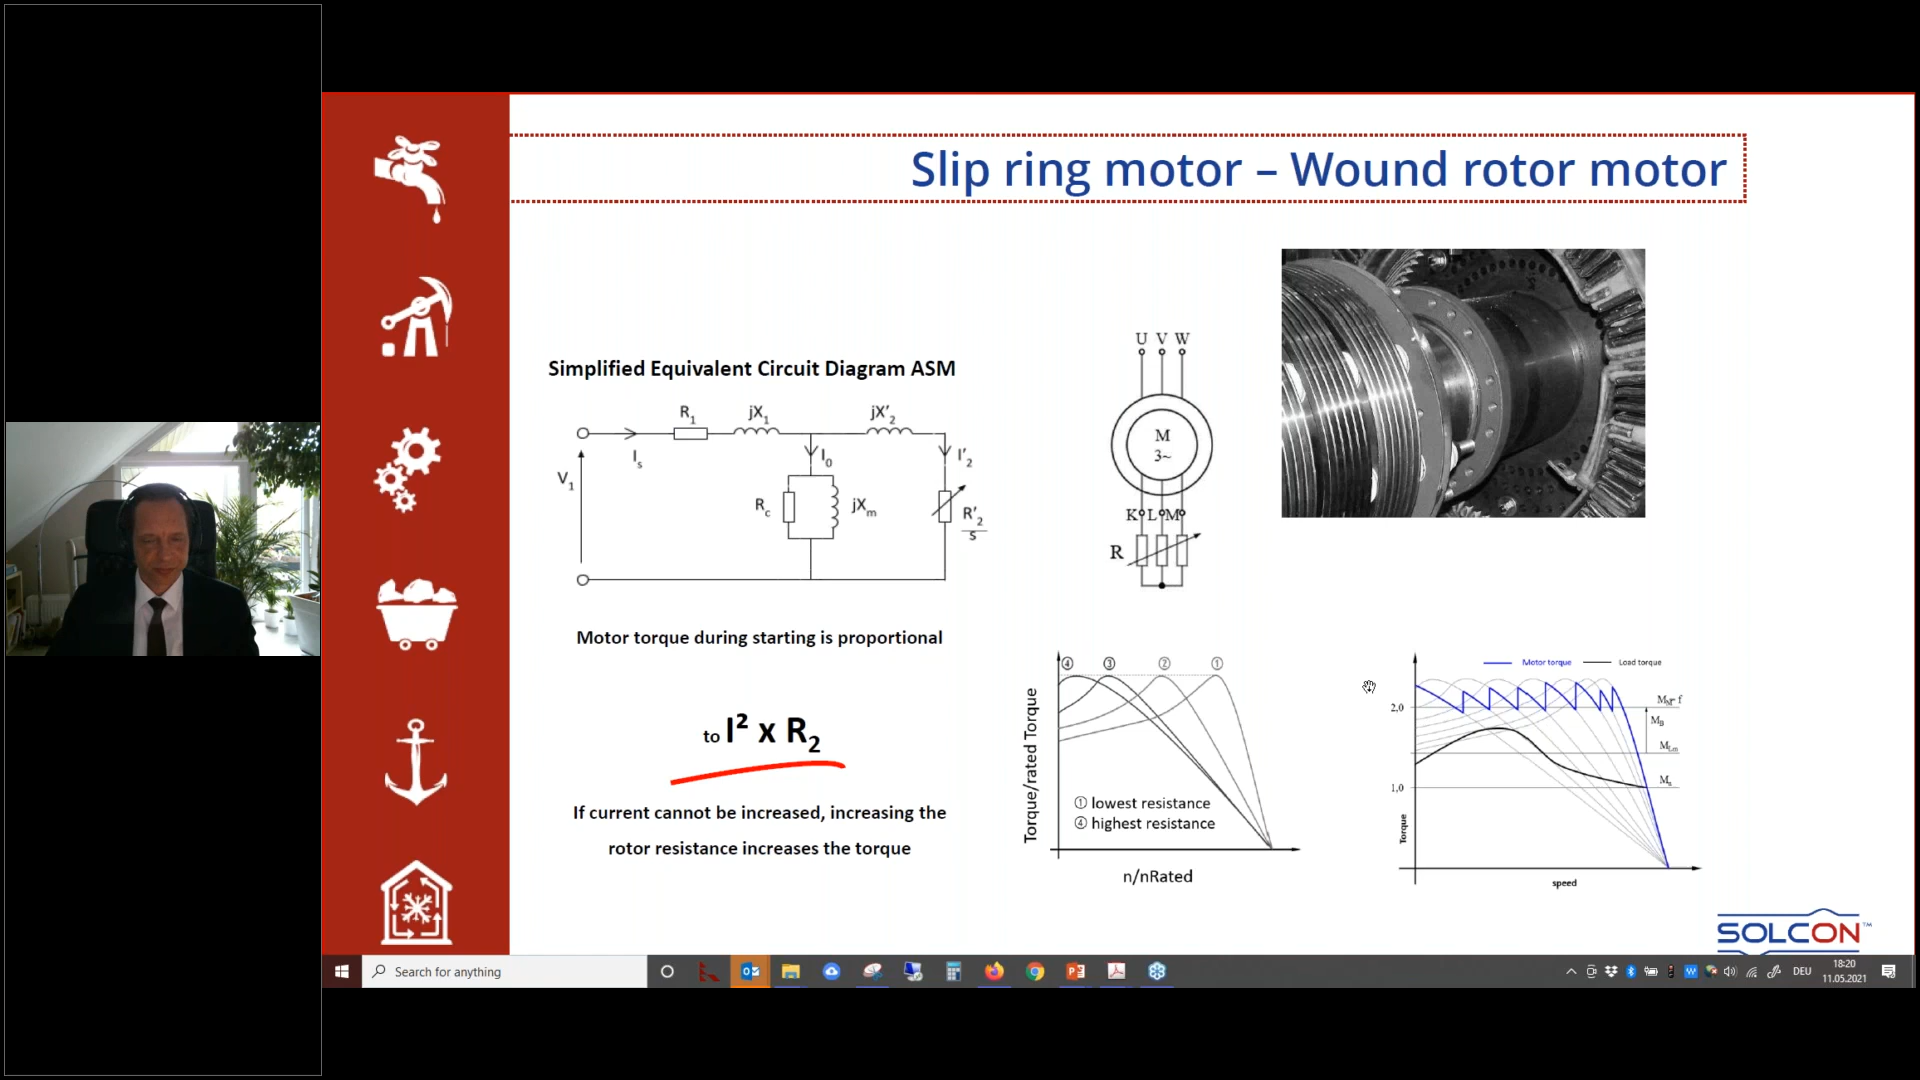 Slip ring motor – Wound rotor motor
Simplified Equivalent Circuit Diagram ASM
R1
jX1
jX'2
Is
I0
I'2
V1
Rc
jXm
R'2
s
Motor torque during starting is proportional
to I² x R2
If current cannot be increased, increasing the
rotor resistance increases the torque
U V W
M
3~
K L M
R
④ ③ ② ①
Torque/rated Torque
① lowest resistance
④ highest resistance
n/nRated
Motor torque
Load torque
2,0
1,0
MB
MLm
Torque
speed
SOLCON™
Search for anything
DEU
18:20
11.05.2021